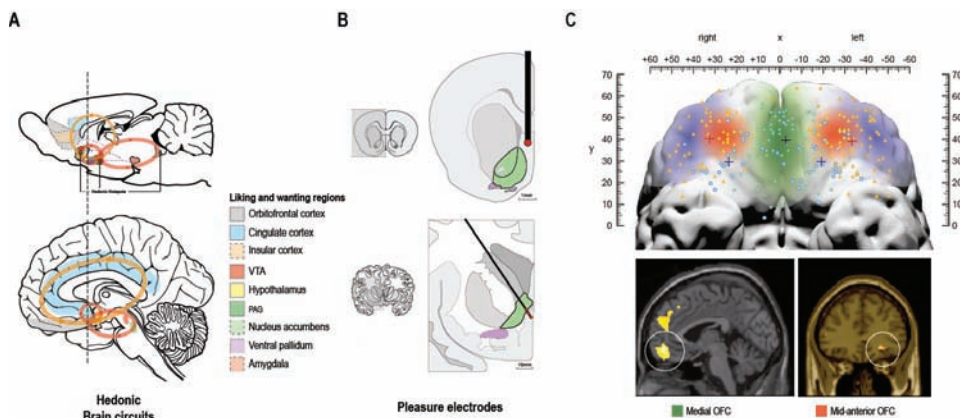 A
B
C
right x left
+60 +50 +40 +30 +20 +10 0 -10 -20 -30 -40 -50 -60
70 70
60 60
50 50
40 40
30 30
20 20
10 10
0 0
Liking and wanting regions
Orbitofrontal cortex
Cingulate cortex
Insular cortex
VTA
Hypothalamus
PAG
Nucleus accumbens
Ventral pallidum
Amygdala
Hedonic
Brain circuits
Pleasure electrodes
Medial OFC
Mid-anterior OFC